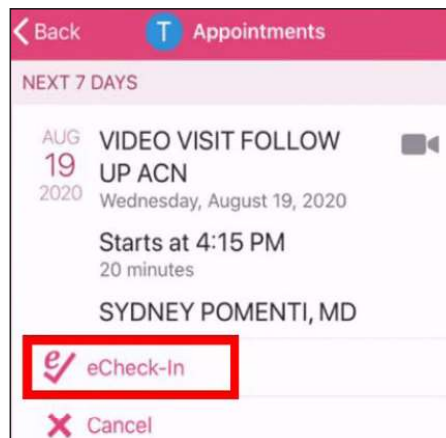 Back
T
Appointments
NEXT 7 DAYS
AUG
19
2020
VIDEO VISIT FOLLOW
UP ACN
Wednesday, August 19, 2020
Starts at 4:15 PM
20 minutes
SYDNEY POMENTI, MD
eCheck-In
Cancel